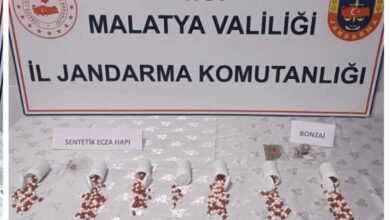 MALATYA VALİLİĞİ
İL JANDARMA KOMUTANLIĞI
SENTETİK ECZA HAPI
BONZAİ